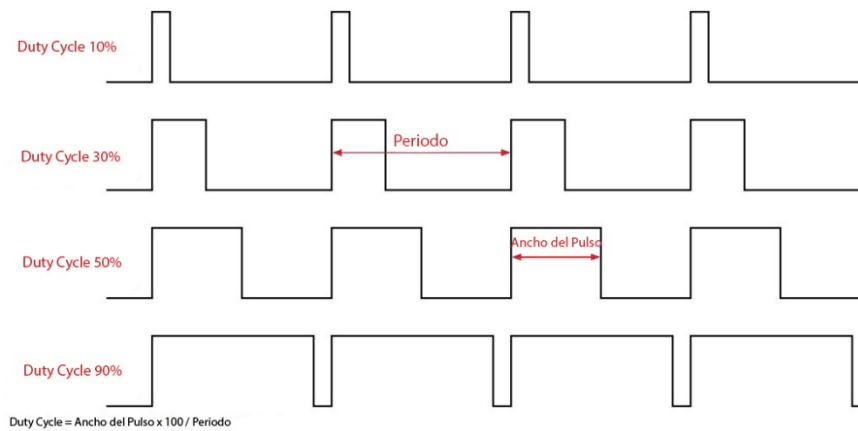 Duty Cycle 10%
Duty Cycle 30%
Periodo
Duty Cycle 50%
Ancho del Pulso
Duty Cycle 90%
Duty Cycle = Ancho del Pulso x 100 / Periodo